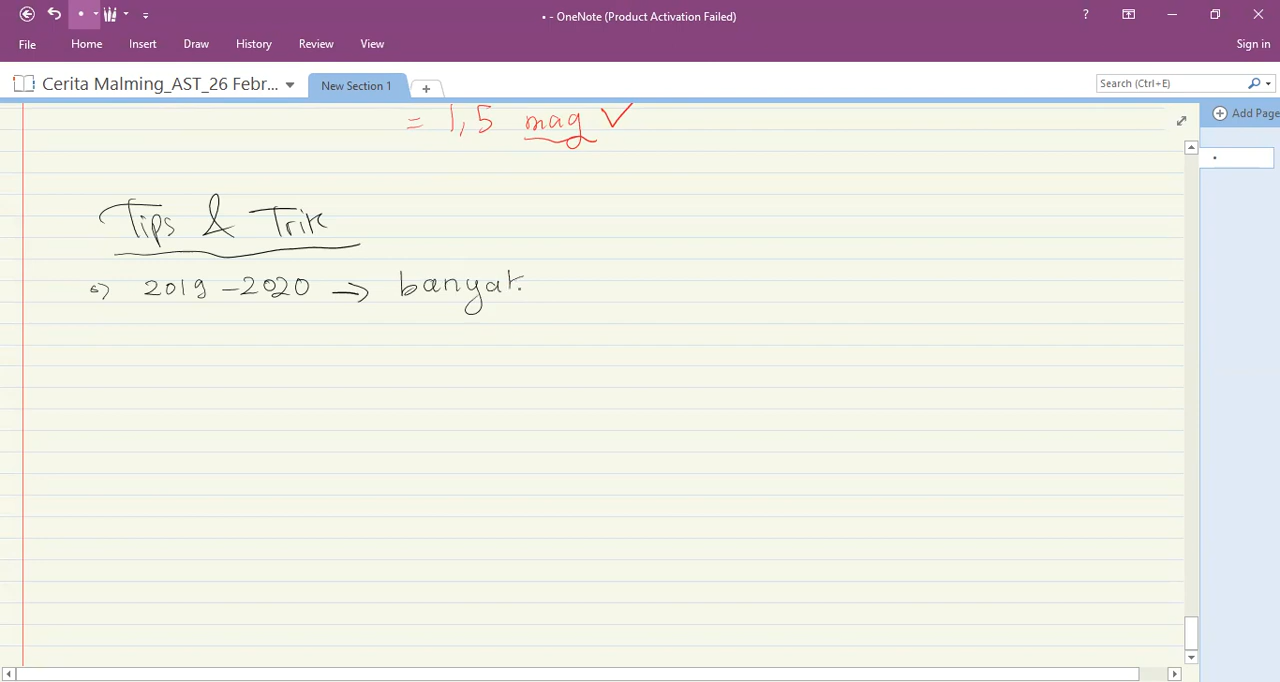 • - OneNote (Product Activation Failed)
?
File Home Insert Draw History Review View Sign in
Cerita Malming_AST_26 Febr... New Section 1 + Search (Ctrl+E)
+ Add Page
•
= 1,5 mag ✓
Tips & Trik
⇒ 2019 - 2020 → banyak